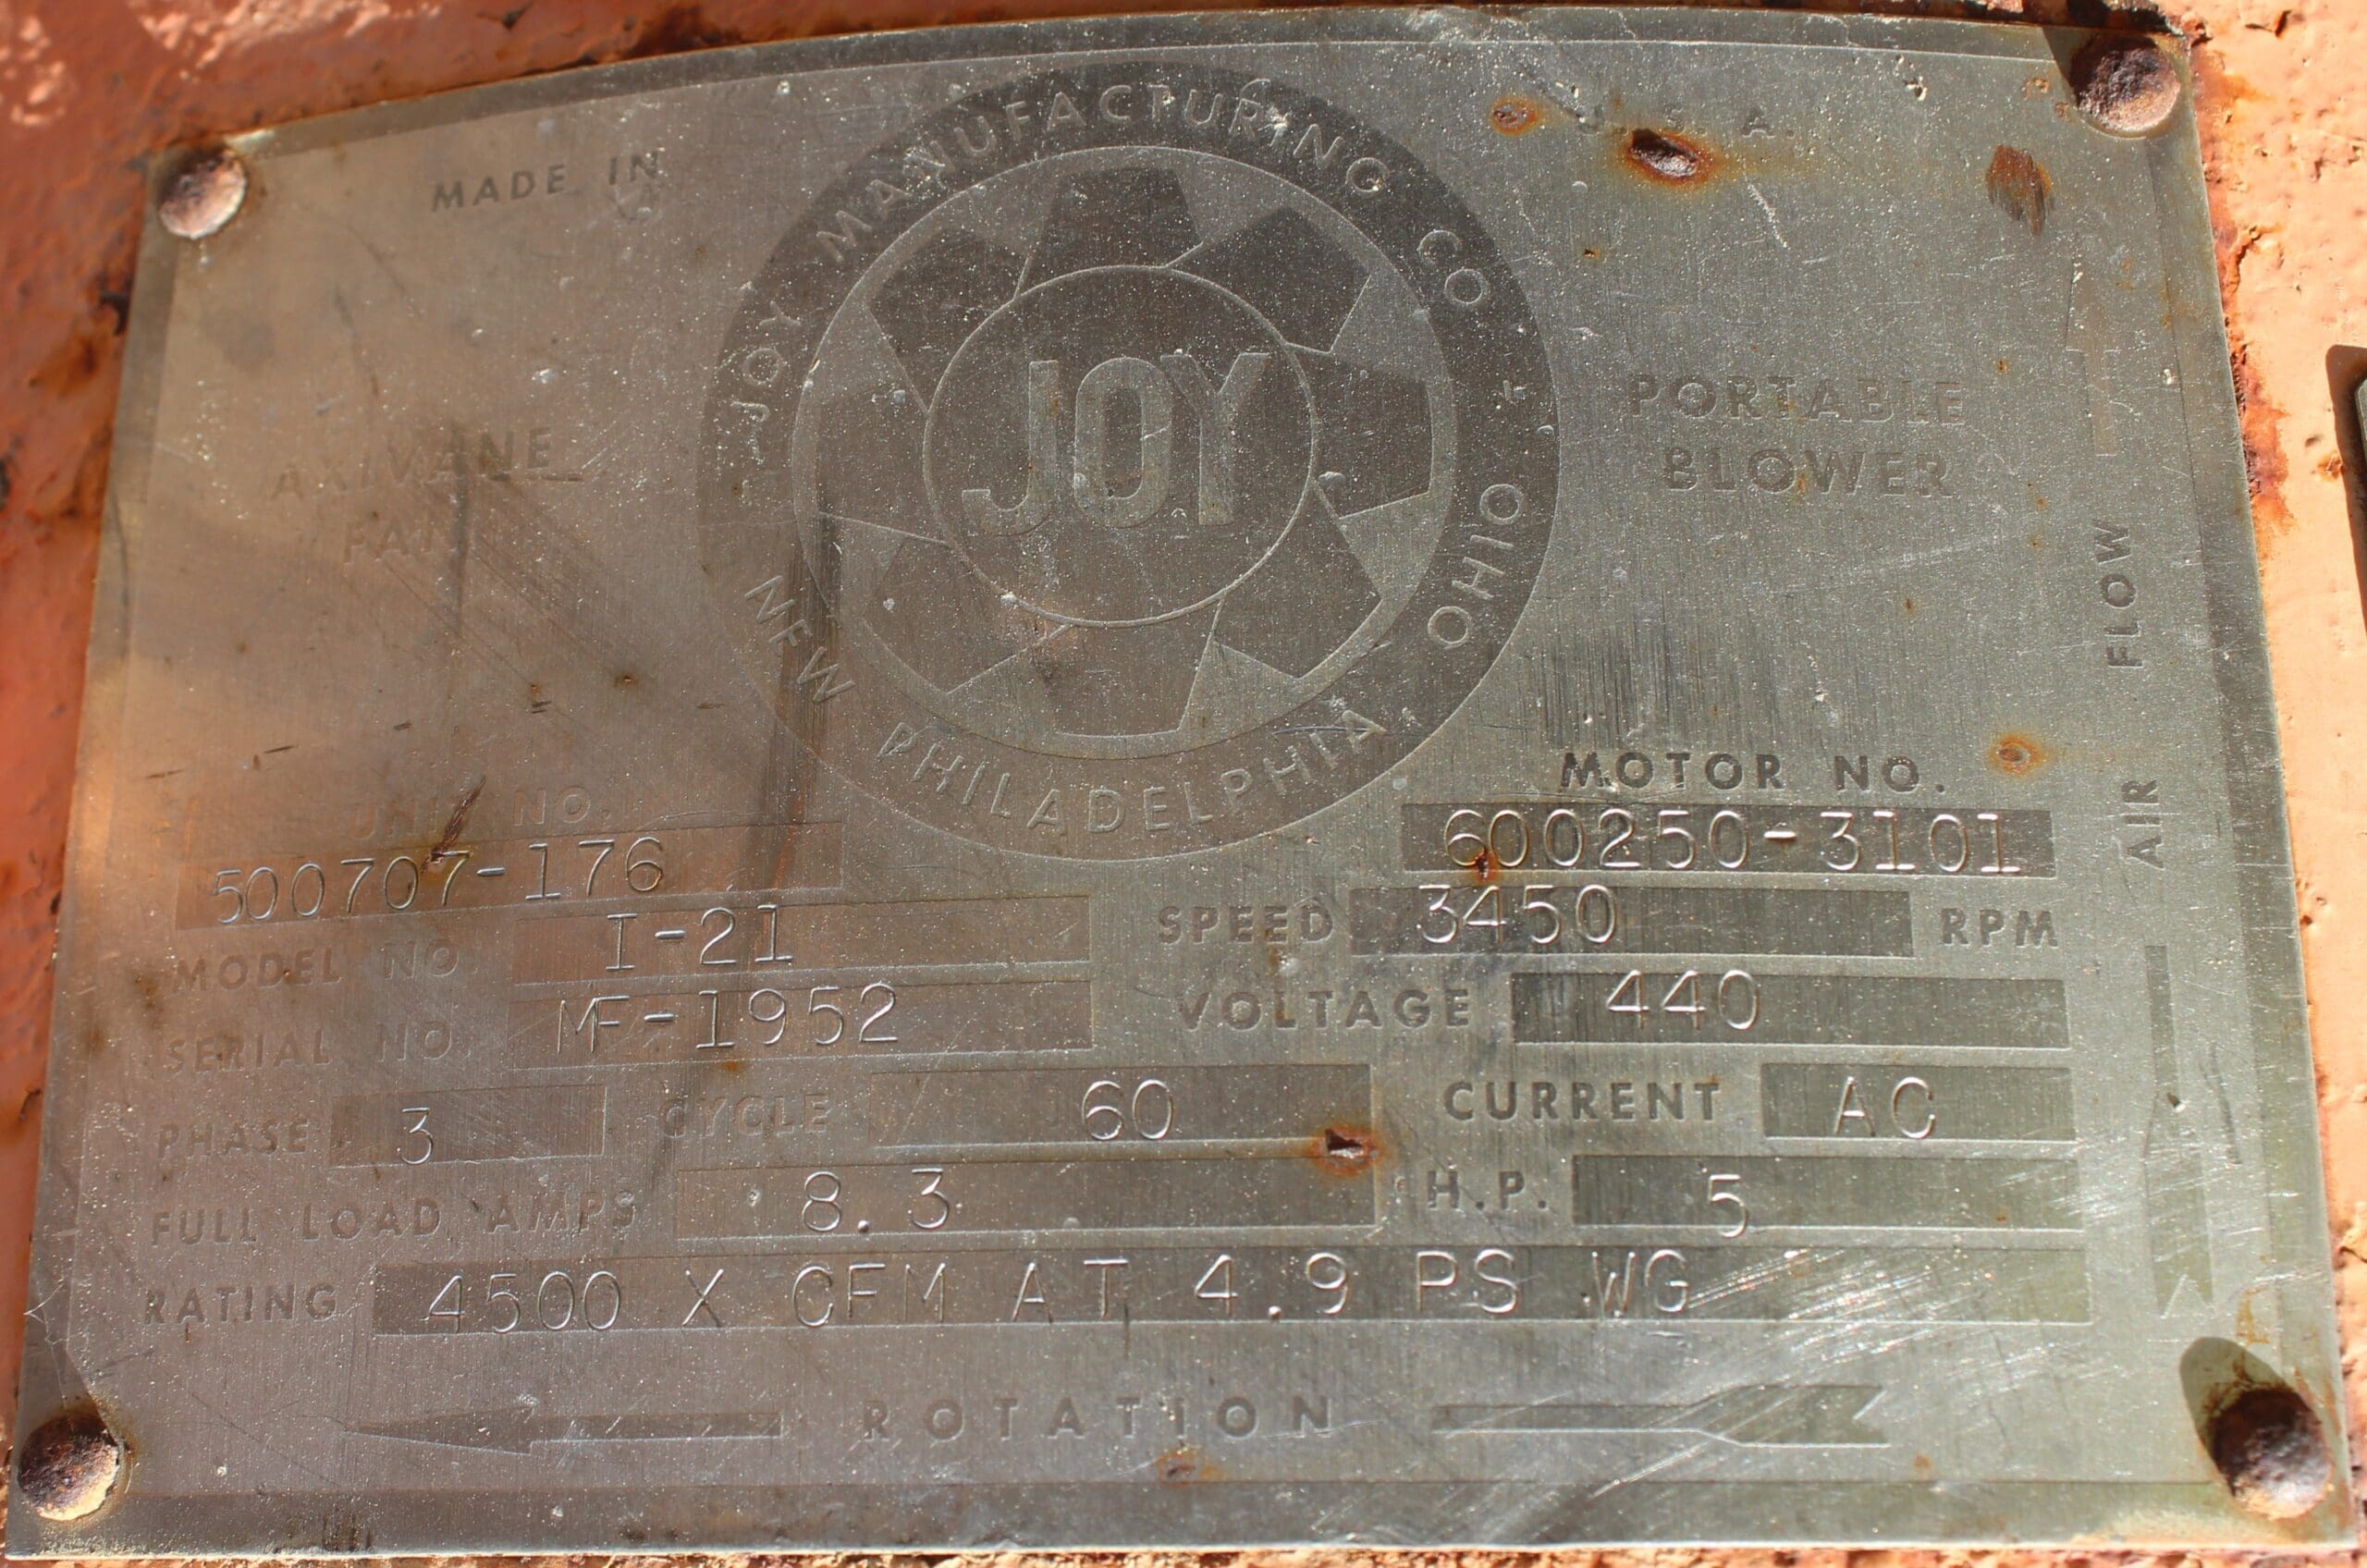 MADE IN
S. A.
JOY MANUFACTURING CO
JOY
NEW PHILADELPHIA OHIO
AXIVANE
FAN
PORTABLE
BLOWER
AIR FLOW
UNIT NO.
500707-176
MOTOR NO.
600250-3101
MODEL NO. I-21
SPEED 3450 RPM
SERIAL NO. MF-1952
VOLTAGE 440
PHASE 3 CYCLE 60 CURRENT AC
FULL LOAD AMPS 8.3 H.P. 5
RATING 4500 X CFM AT 4.9 PS WG
ROTATION